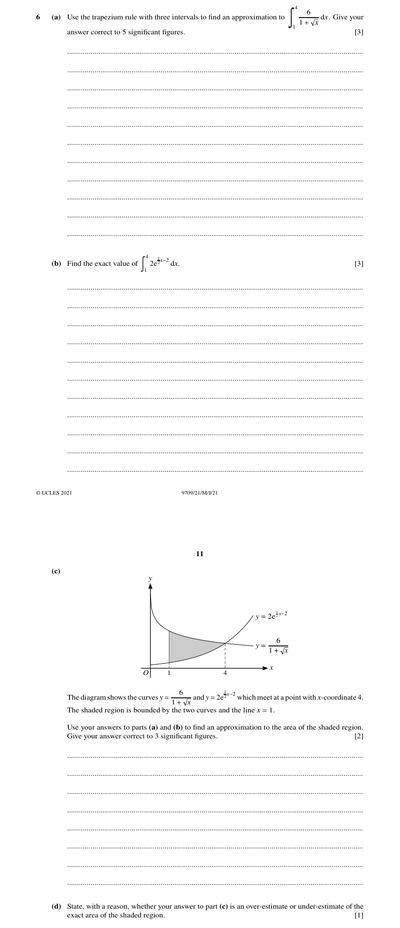 6 (a) Use the trapezium rule with three intervals to find an approximation to ∫₁⁴ 6/(1 + √x) dx. Give your
answer correct to 5 significant figures. [3]
(b) Find the exact value of ∫₁⁴ 2e^(½x−2) dx. [3]
© UCLES 2021 9709/21/M/J/21
11
(c)
y
y = 2e^(½x−2)
y = 6/(1 + √x)
O 1 4 x
The diagram shows the curves y = 6/(1 + √x) and y = 2e^(½x−2) which meet at a point with x-coordinate 4.
The shaded region is bounded by the two curves and the line x = 1.
Use your answers to parts (a) and (b) to find an approximation to the area of the shaded region.
Give your answer correct to 3 significant figures. [2]
(d) State, with a reason, whether your answer to part (c) is an over-estimate or under-estimate of the
exact area of the shaded region. [1]